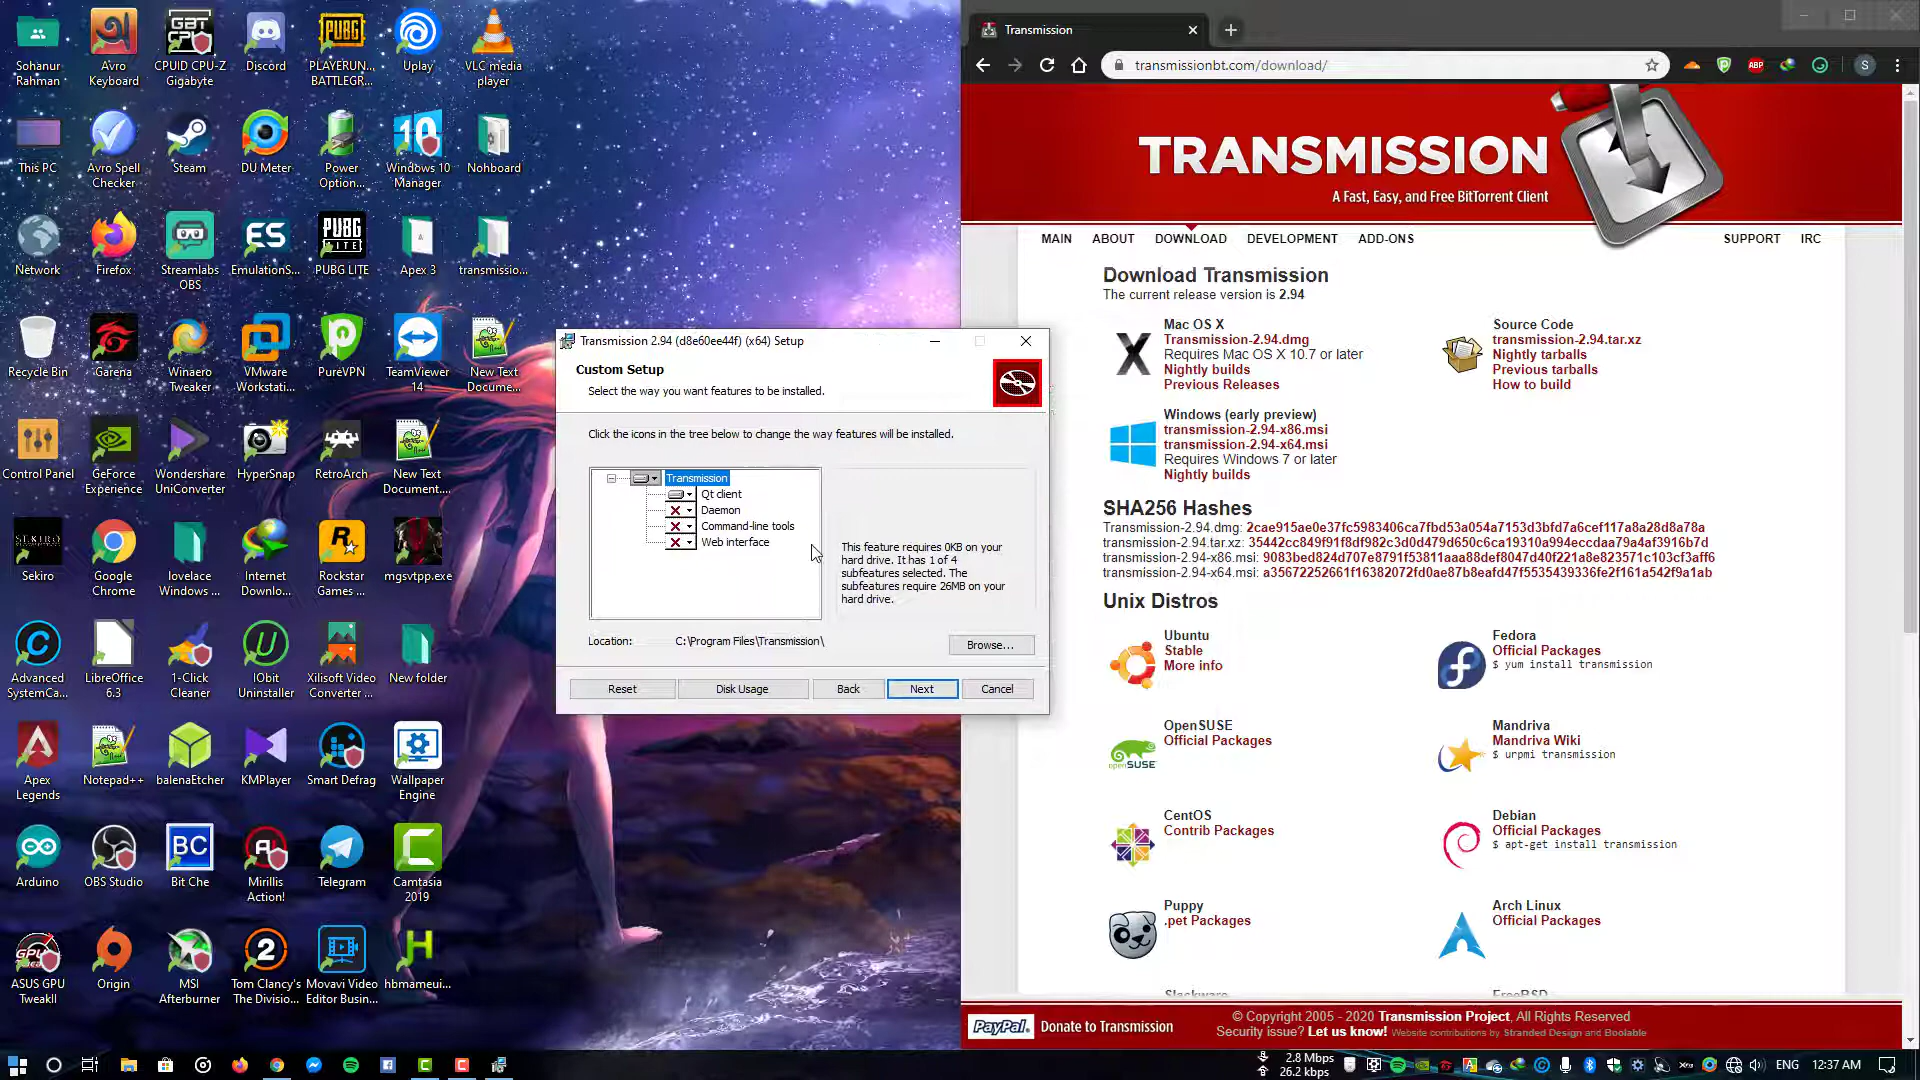 Sohanur
Rahman
Avro
Keyboard
CPUID CPU-Z
Gigabyte
Discord
PLAYERUN...
BATTLEGR...
Uplay
VLC media
player
This PC
Avro Spell
Checker
Steam
DU Meter
Power
Option...
Windows 10
Manager
Nohboard
Network
Firefox
Streamlabs
OBS
EmulationS...
PUBG LITE
Apex 3
transmissio...
Recycle Bin
Garena
Winaero
Tweaker
VMware
Workstati...
PureVPN
TeamViewer
14
New Text
Docume...
Control Panel
GeForce
Experience
Wondershare
UniConverter
HyperSnap
RetroArch
New Text
Document...
Sekiro
Google
Chrome
lovelace
Windows ...
Internet
Downlo...
Rockstar
Games ...
mgsvtpp.exe
Advanced
SystemCa...
LibreOffice
6.3
1-Click
Cleaner
IObit
Uninstaller
Xilisoft Video
Converter ...
New folder
Apex
Legends
Notepad++
balenaEtcher
KMPlayer
Smart Defrag
Wallpaper
Engine
Arduino
OBS Studio
Bit Che
Mirillis
Action!
Telegram
Camtasia
2019
ASUS GPU
TweakII
Origin
MSI
Afterburner
Tom Clancy's
The Divisio...
Movavi Video
Editor Busin...
hbmameui...
Transmission 2.94 (d8e60ee44f) (x64) Setup
Custom Setup
Select the way you want features to be installed.
Click the icons in the tree below to change the way features will be installed.
Transmission
Qt client
Daemon
Command-line tools
Web interface
This feature requires 0KB on your
hard drive. It has 1 of 4
subfeatures selected. The
subfeatures require 26MB on your
hard drive.
Location: C:\Program Files\Transmission\
Browse...
Reset Disk Usage Back Next Cancel
Transmission
transmissionbt.com/download/
TRANSMISSION
A Fast, Easy, and Free BitTorrent Client
MAIN ABOUT DOWNLOAD DEVELOPMENT ADD-ONS SUPPORT IRC
Download Transmission
The current release version is 2.94
Mac OS X
Transmission-2.94.dmg
Requires Mac OS X 10.7 or later
Nightly builds
Previous Releases
Source Code
transmission-2.94.tar.xz
Nightly tarballs
Previous tarballs
How to build
Windows (early preview)
transmission-2.94-x86.msi
transmission-2.94-x64.msi
Requires Windows 7 or later
Nightly builds
SHA256 Hashes
Transmission-2.94.dmg: 2cae915ae0e37fc5983406ca7fbd53a054a7153d3bfd7a6cef117a8a28d8a78a
transmission-2.94.tar.xz: 35442cc849f91f8df982c3d0d479d650c6ca19310a994eccdaa79a4af3916b7d
transmission-2.94-x86.msi: 9083bed824d707e8791f53811aaa88def8047d40f221a8e823571c103cf3aff6
transmission-2.94-x64.msi: a35672252661f16382072fd0ae87b8eafd47f5535439336fe2f161a542f9a1ab
Unix Distros
Ubuntu
Stable
More info
Fedora
Official Packages
$ yum install transmission
OpenSUSE
Official Packages
Mandriva
Mandriva Wiki
$ urpmi transmission
CentOS
Contrib Packages
Debian
Official Packages
$ apt-get install transmission
Puppy
.pet Packages
Arch Linux
Official Packages
Slackware
FreeBSD
PayPal
Donate to Transmission
© Copyright 2005 - 2020 Transmission Project, All Rights Reserved
Security issue? Let us know! Website contributions by Stranded Design and Boolable
2.8 Mbps
26.2 kbps
ENG
12:37 AM